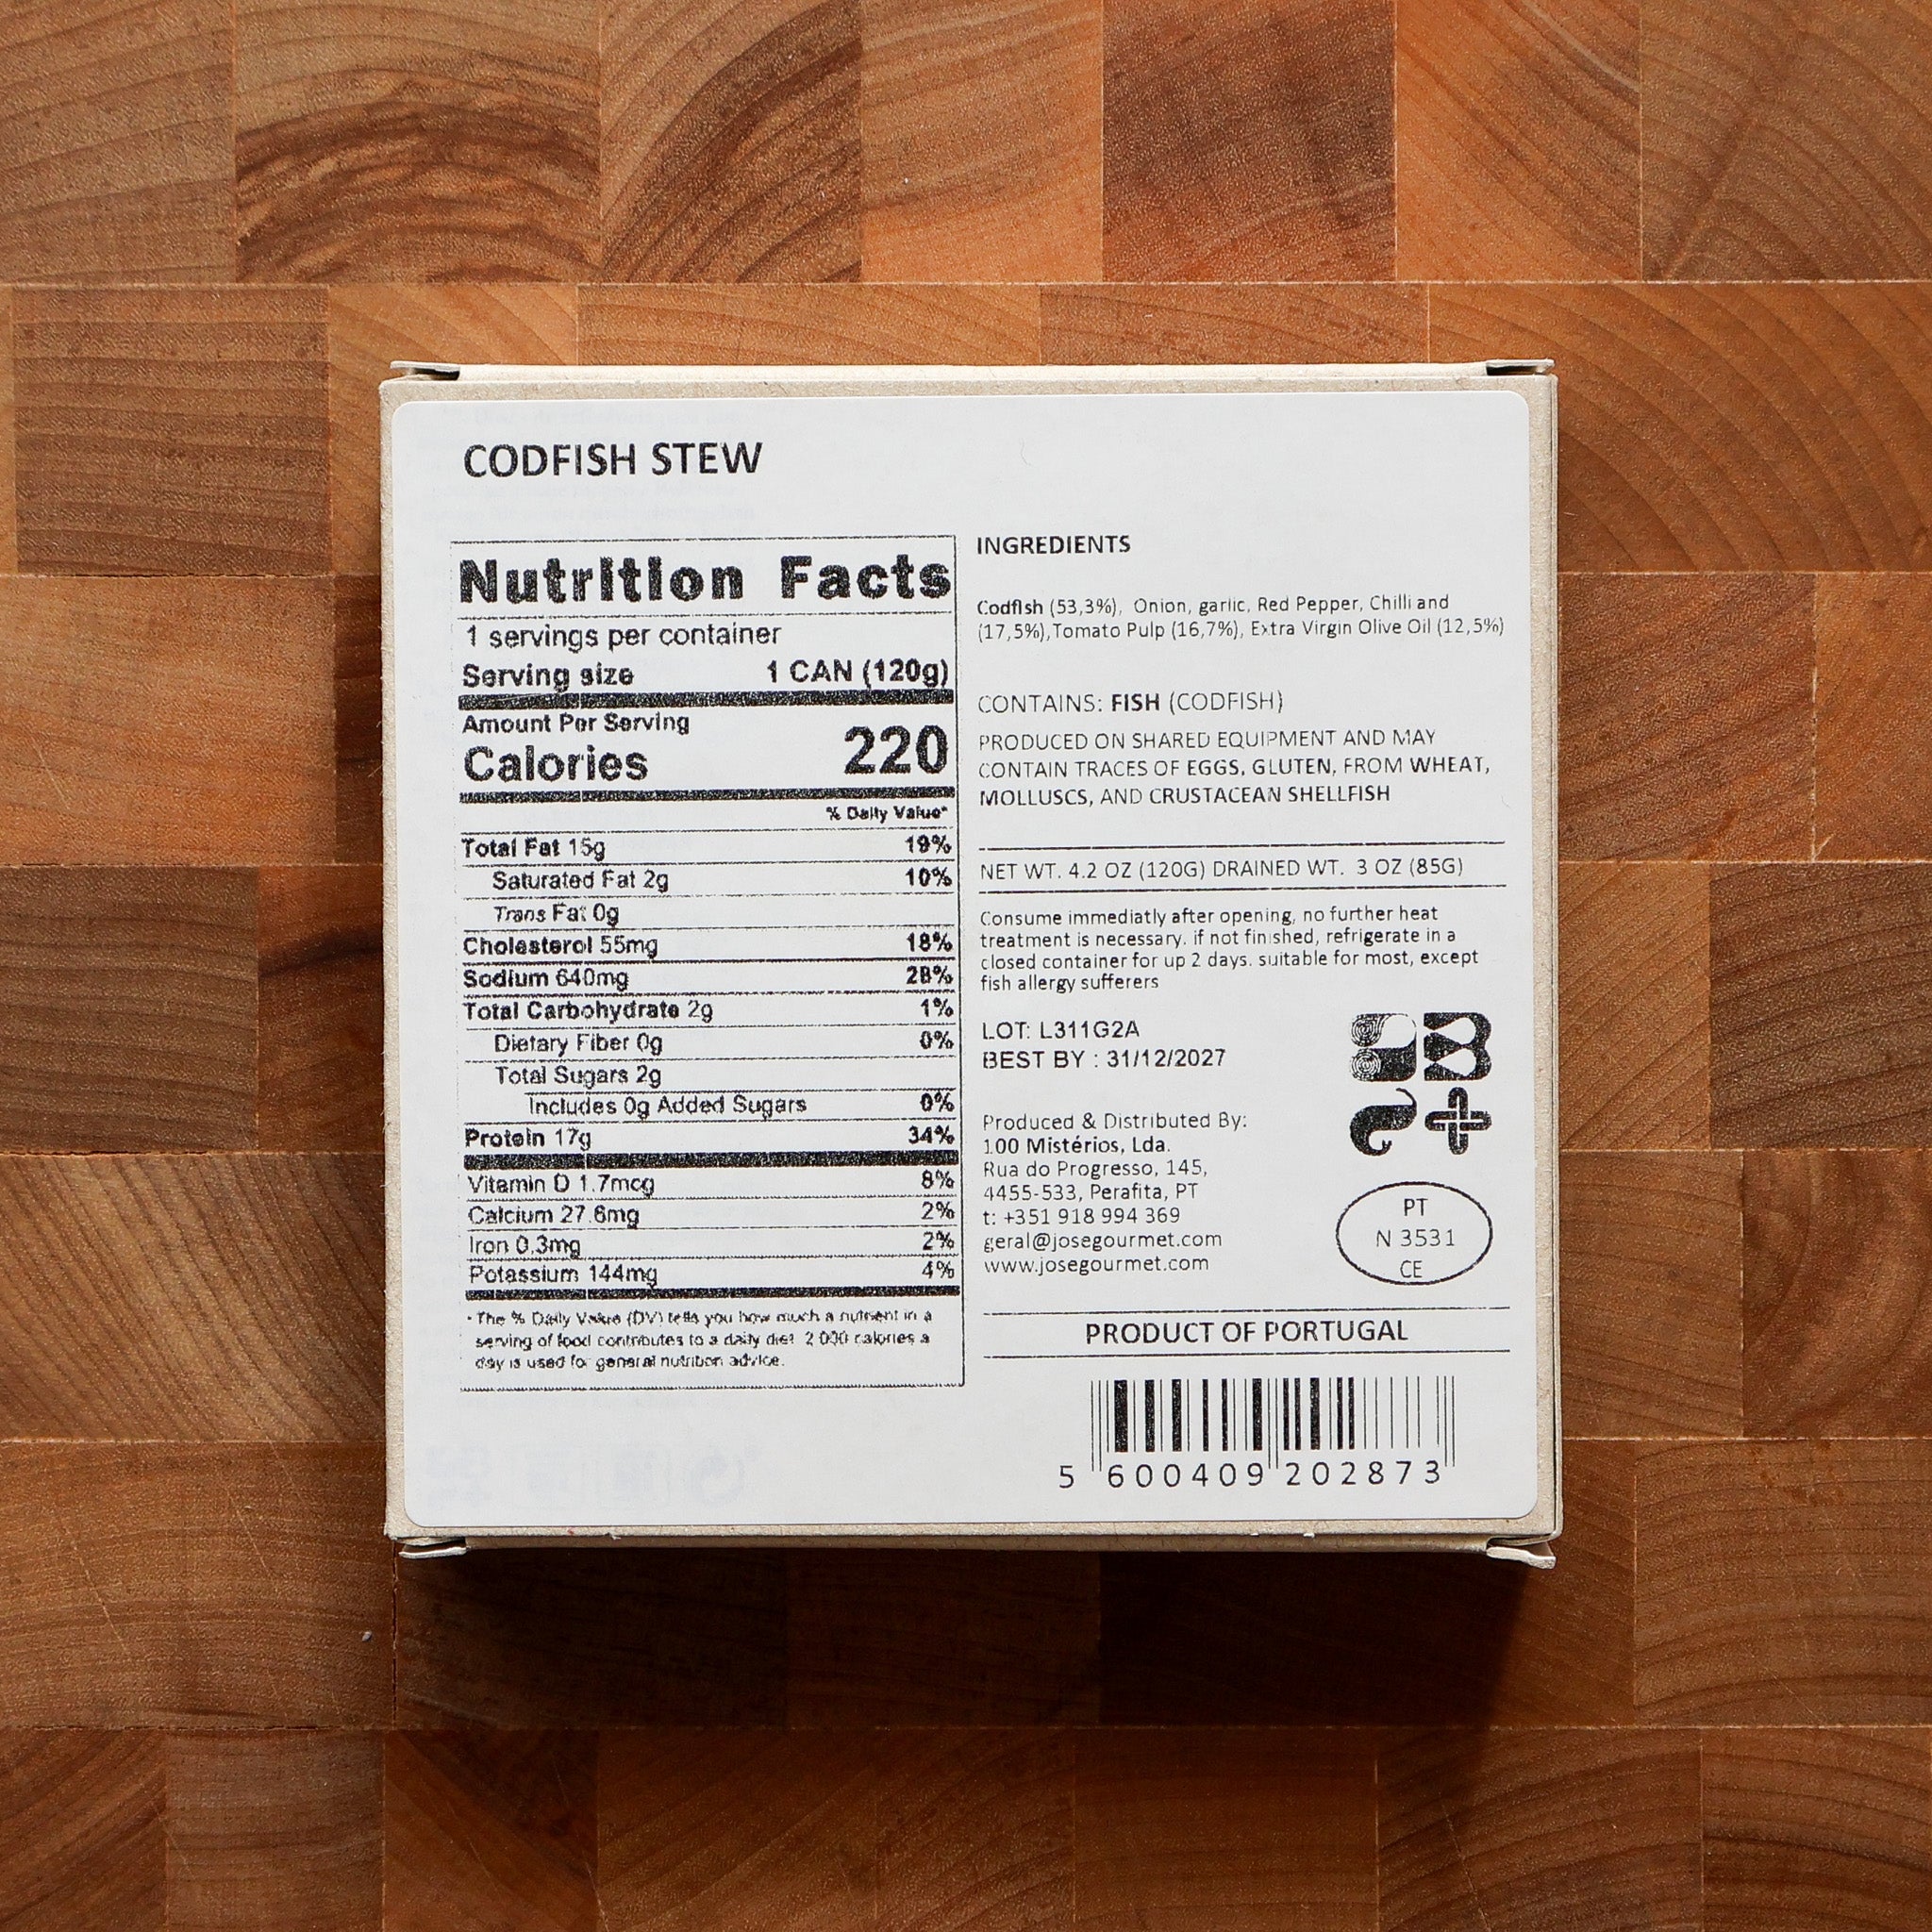 CODFISH STEW
Nutrition Facts
1 servings per container
Serving size 1 CAN (120g)
Amount Per Serving
Calories 220
% Daily Value*
Total Fat 15g 19%
Saturated Fat 2g 10%
Trans Fat 0g
Cholesterol 55mg 18%
Sodium 640mg 28%
Total Carbohydrate 2g 1%
Dietary Fiber 0g 0%
Total Sugars 2g
Includes 0g Added Sugars 0%
Protein 17g 34%
Vitamin D 1.7mcg 8%
Calcium 27.6mg 2%
Iron 0.3mg 2%
Potassium 144mg 4%
* The % Daily Value (DV) tells you how much a nutrient in a
serving of food contributes to a daily diet. 2 000 calories a
day is used for general nutrition advice.
INGREDIENTS
Codfish (53,3%), Onion, garlic, Red Pepper, Chilli and
(17,5%),Tomato Pulp (16,7%), Extra Virgin Olive Oil (12,5%)
CONTAINS: FISH (CODFISH)
PRODUCED ON SHARED EQUIPMENT AND MAY
CONTAIN TRACES OF EGGS, GLUTEN, FROM WHEAT,
MOLLUSCS, AND CRUSTACEAN SHELLFISH
NET WT. 4.2 OZ (120G) DRAINED WT. 3 OZ (85G)
Consume immediatly after opening, no further heat
treatment is necessary. if not finished, refrigerate in a
closed container for up 2 days. suitable for most, except
fish allergy sufferers
LOT: L311G2A
BEST BY : 31/12/2027
Produced & Distributed By:
100 Mistérios, Lda.
Rua do Progresso, 145,
4455-533, Perafita, PT
t: +351 918 994 369
geral@josegourmet.com
www.josegourmet.com
PT
N 3531
CE
PRODUCT OF PORTUGAL
5 600409 202873